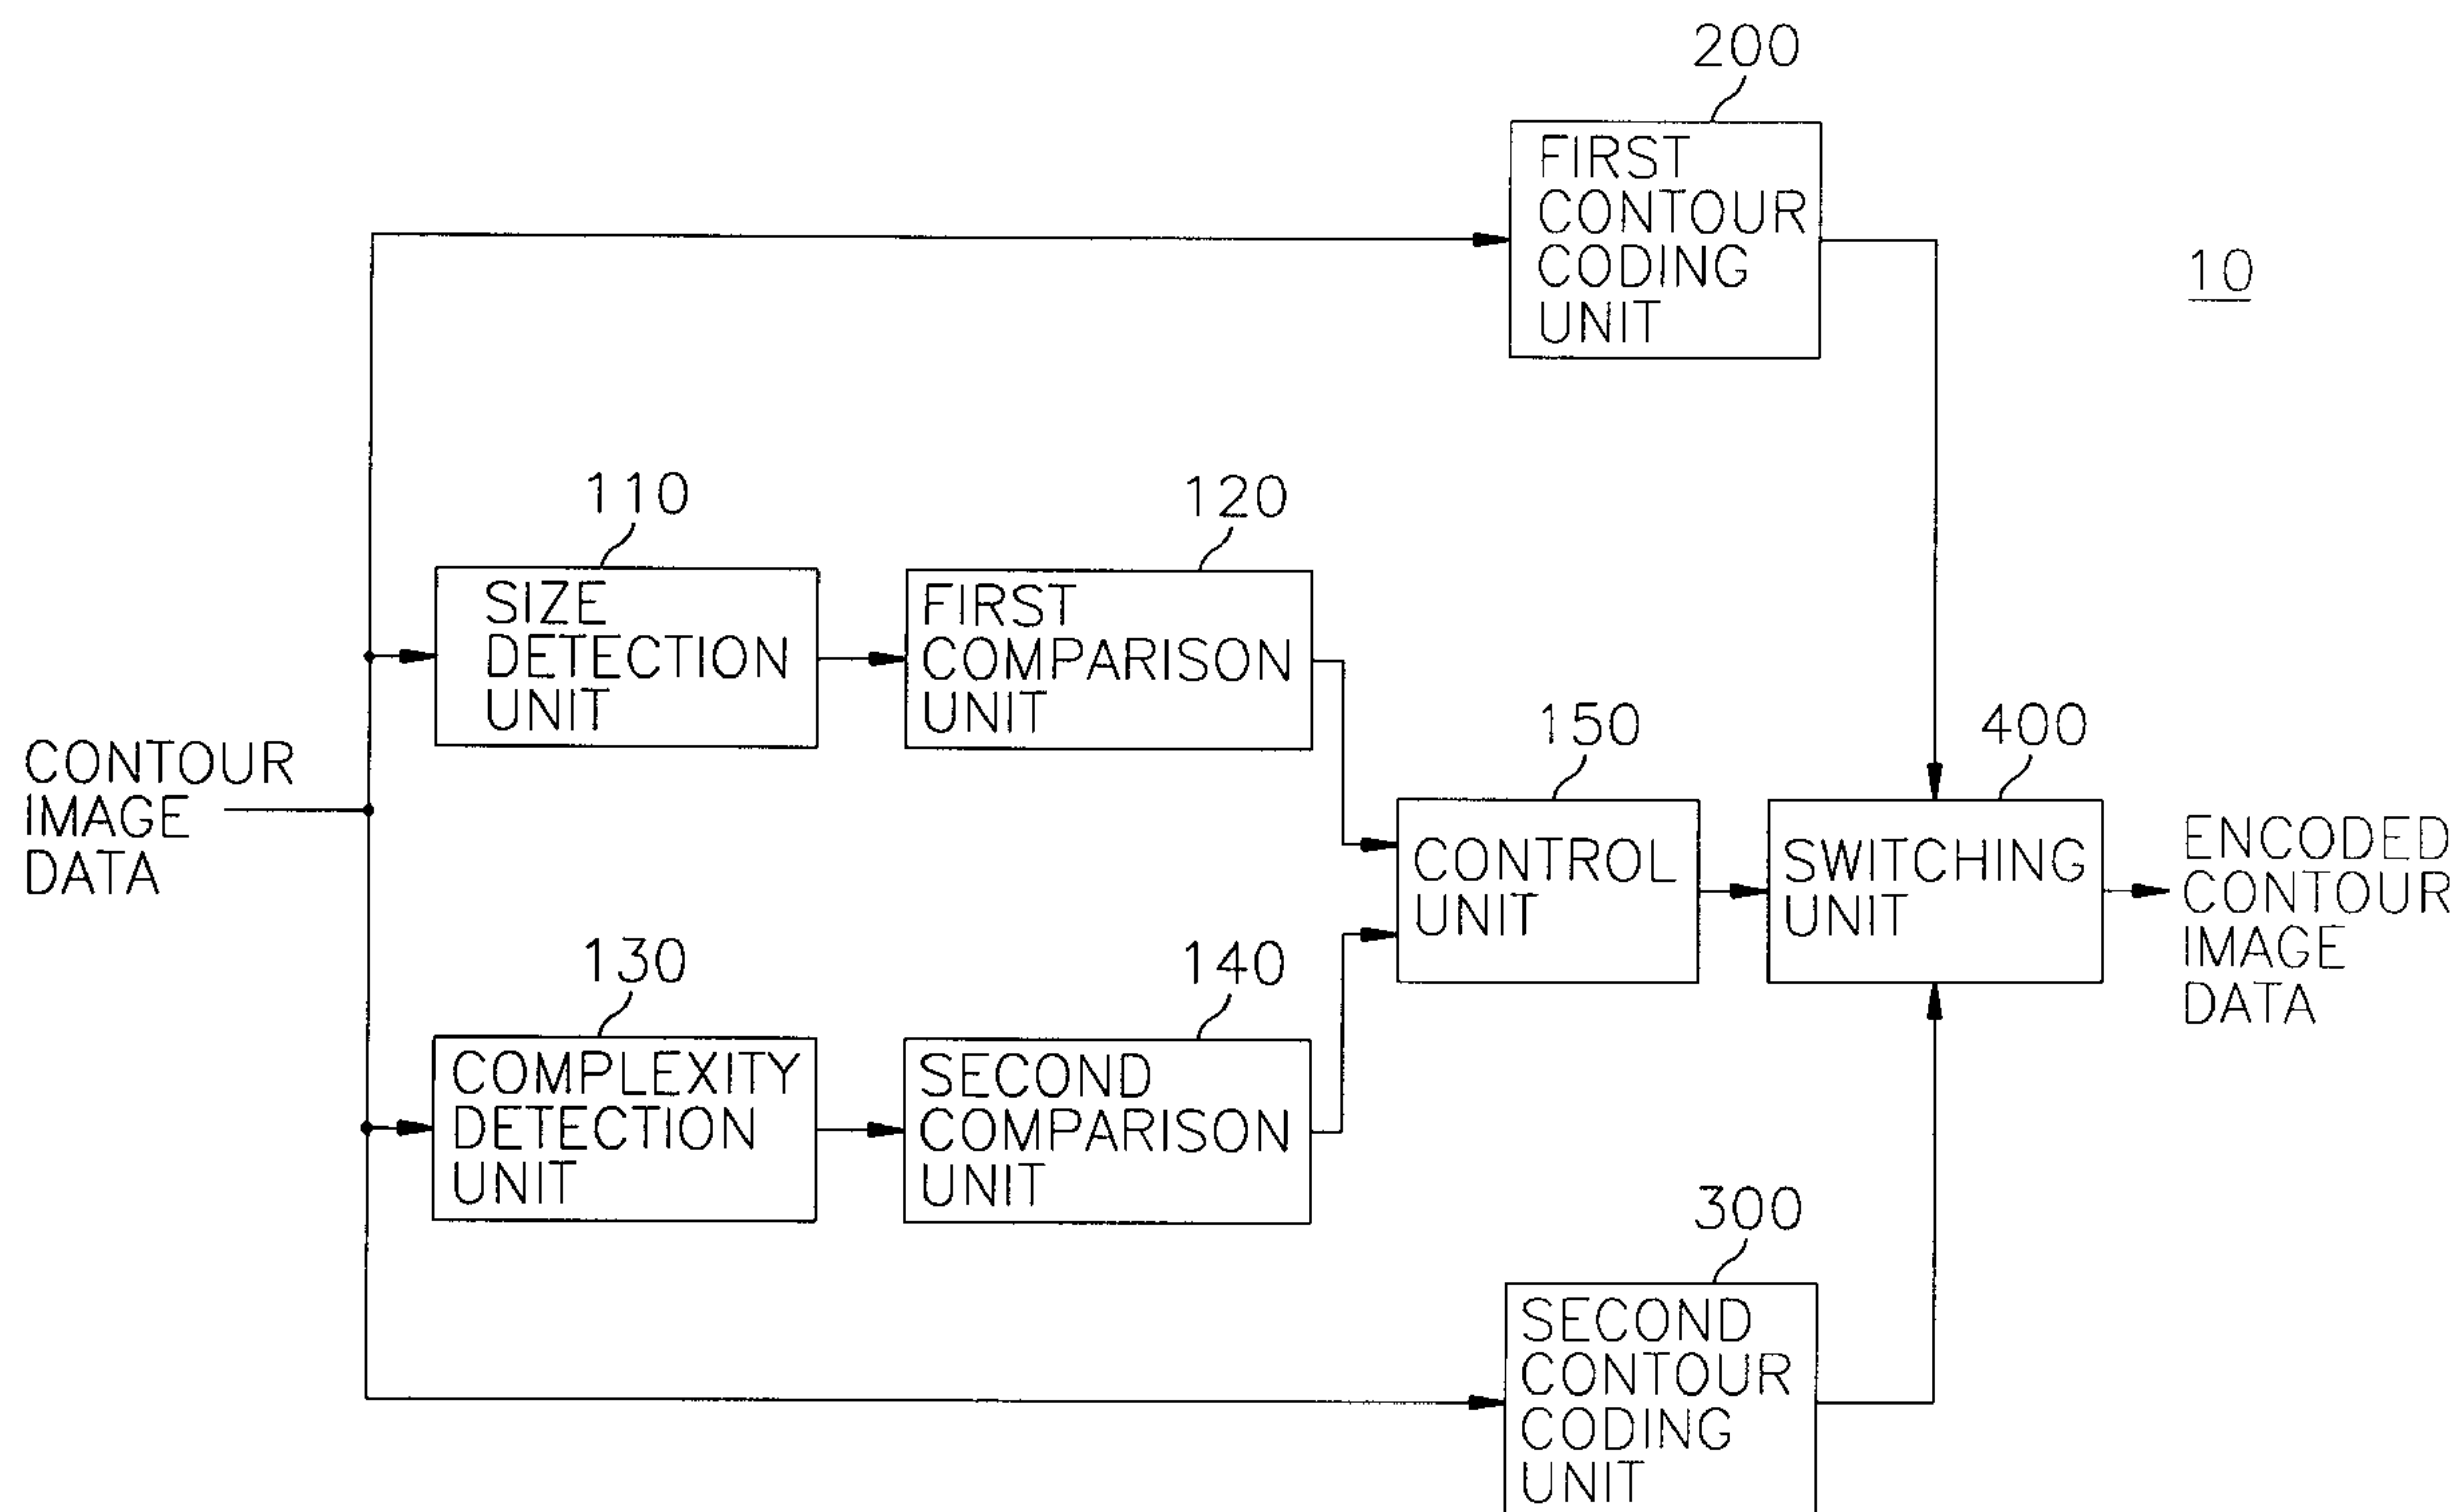 200
FIRST
CONTOUR
CODING
UNIT
10
110
SIZE
DETECTION
UNIT
120
FIRST
COMPARISON
UNIT
CONTOUR
IMAGE
DATA
150
CONTROL
UNIT
400
SWITCHING
UNIT
ENCODED
CONTOUR
IMAGE
DATA
130
COMPLEXITY
DETECTION
UNIT
140
SECOND
COMPARISON
UNIT
300
SECOND
CONTOUR
CODING
UNIT